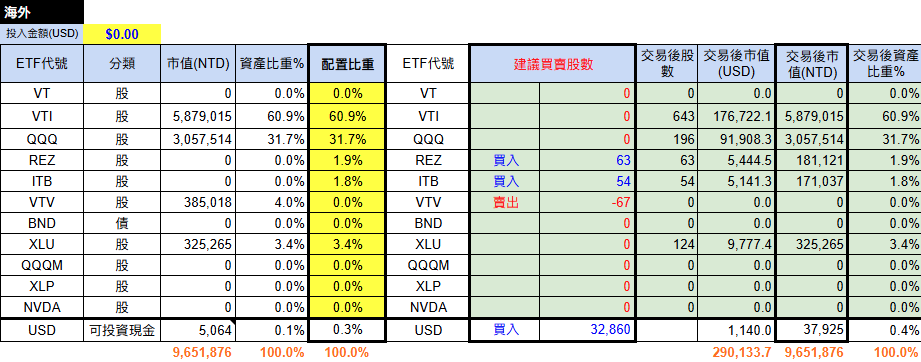 海外
投入金額(USD) $0.00
ETF代號 分類 市值(NTD) 資產比重% 配置比重 ETF代號 建議買賣股數 交易後股數 交易後市值(USD) 交易後市值(NTD) 交易後資產比重%
VT 股 0 0.0% 0.0% VT 0 0 0.0 0 0.0%
VTI 股 5,879,015 60.9% 60.9% VTI 0 643 176,722.1 5,879,015 60.9%
QQQ 股 3,057,514 31.7% 31.7% QQQ 0 196 91,908.3 3,057,514 31.7%
REZ 股 0 0.0% 1.9% REZ 買入 63 63 5,444.5 181,121 1.9%
ITB 股 0 0.0% 1.8% ITB 買入 54 54 5,141.3 171,037 1.8%
VTV 股 385,018 4.0% 0.0% VTV 賣出 -67 0 0.0 0 0.0%
BND 債 0 0.0% 0.0% BND 0 0 0.0 0 0.0%
XLU 股 325,265 3.4% 3.4% XLU 0 124 9,777.4 325,265 3.4%
QQQM 股 0 0.0% 0.0% QQQM 0 0 0.0 0 0.0%
XLP 股 0 0.0% 0.0% XLP 0 0 0.0 0 0.0%
NVDA 股 0 0.0% 0.0% NVDA 0 0 0.0 0 0.0%
USD 可投資現金 5,064 0.1% 0.3% USD 買入 32,860 1,140.0 37,925 0.4%
9,651,876 100.0% 100.0% 290,133.7 9,651,876 100.0%